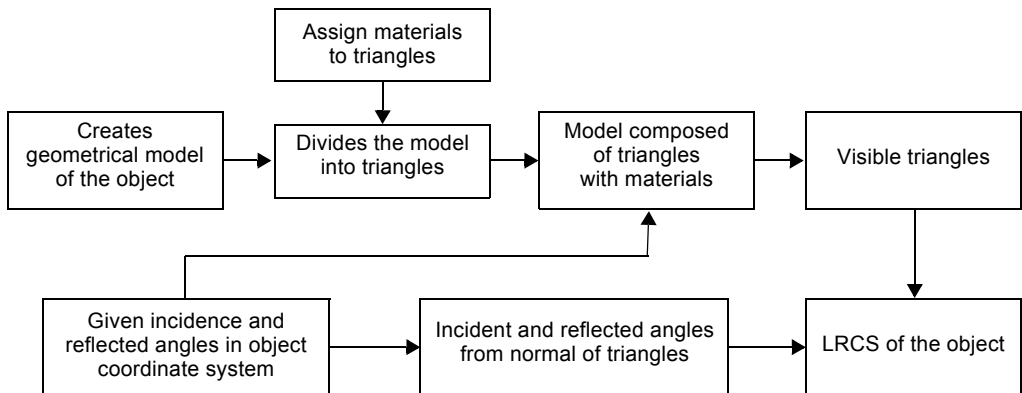 Assign materials
to triangles
Creates
geometrical model
of the object
Divides the model
into triangles
Model composed
of triangles
with materials
Visible triangles
Given incidence and
reflected angles in object
coordinate system
Incident and reflected angles
from normal of triangles
LRCS of the object